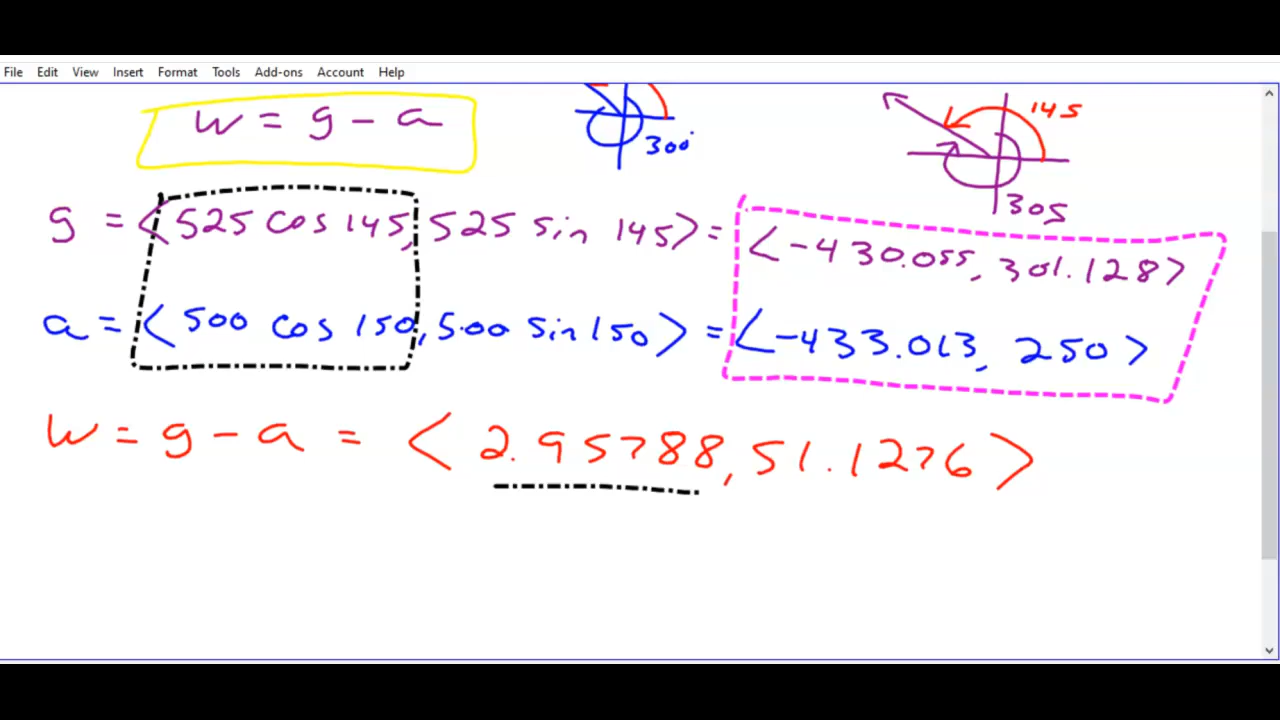 File Edit View Insert Format Tools Add-ons Account Help
w = g - a
300°
145
305
g = <525 cos 145, 525 sin 145> = <-430.055, 301.128>
a = <500 cos 150, 500 sin 150> = <-433.013, 250>
w = g - a = <2.95788, 51.1276>